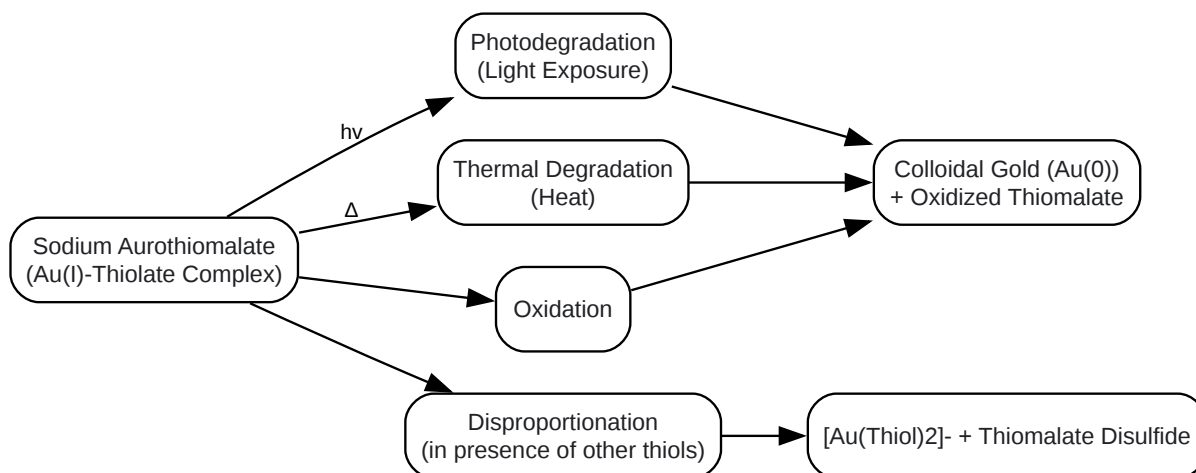 Photodegradation
(Light Exposure)
hv
Thermal Degradation
(Heat)
Colloidal Gold (Au(0))
+ Oxidized Thiomalate
Δ
Sodium Aurothiomalate
(Au(I)-Thiolate Complex)
Oxidation
Disproportionation
(in presence of other thiols)
[Au(Thiol)2]- + Thiomalate Disulfide